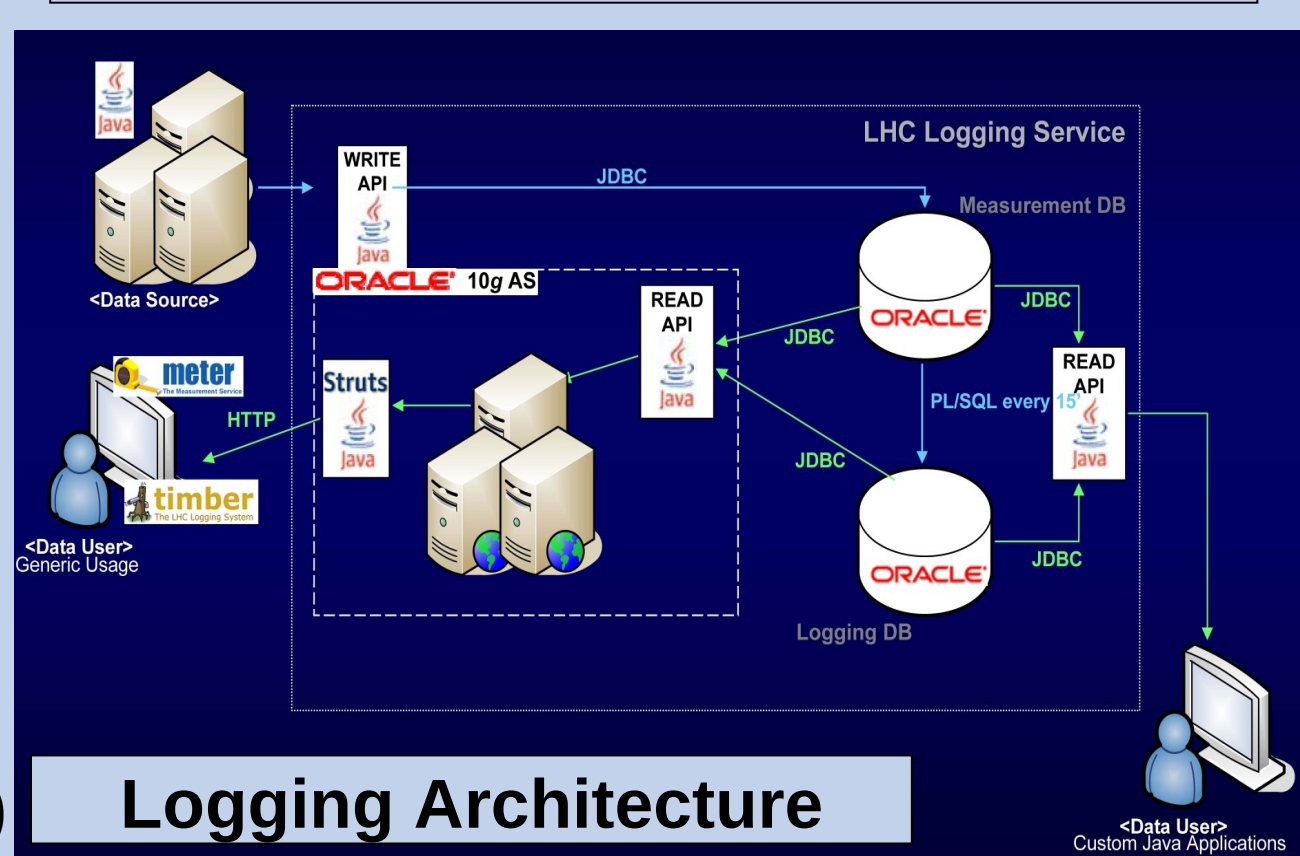 Java
LHC Logging Service
WRITE
API
Java
JDBC
Measurement DB
<Data Source>
ORACLE' 10g AS
READ
API
Java
JDBC
ORACLE'
JDBC
READ
API
Java
meter
The Measurement Service
Struts
Java
HTTP
PL/SQL every 15'
timber
The LHC Logging System
JDBC
<Data User>
Generic Usage
ORACLE'
JDBC
Logging DB
) Logging Architecture
<Data User>
Custom Java Applications